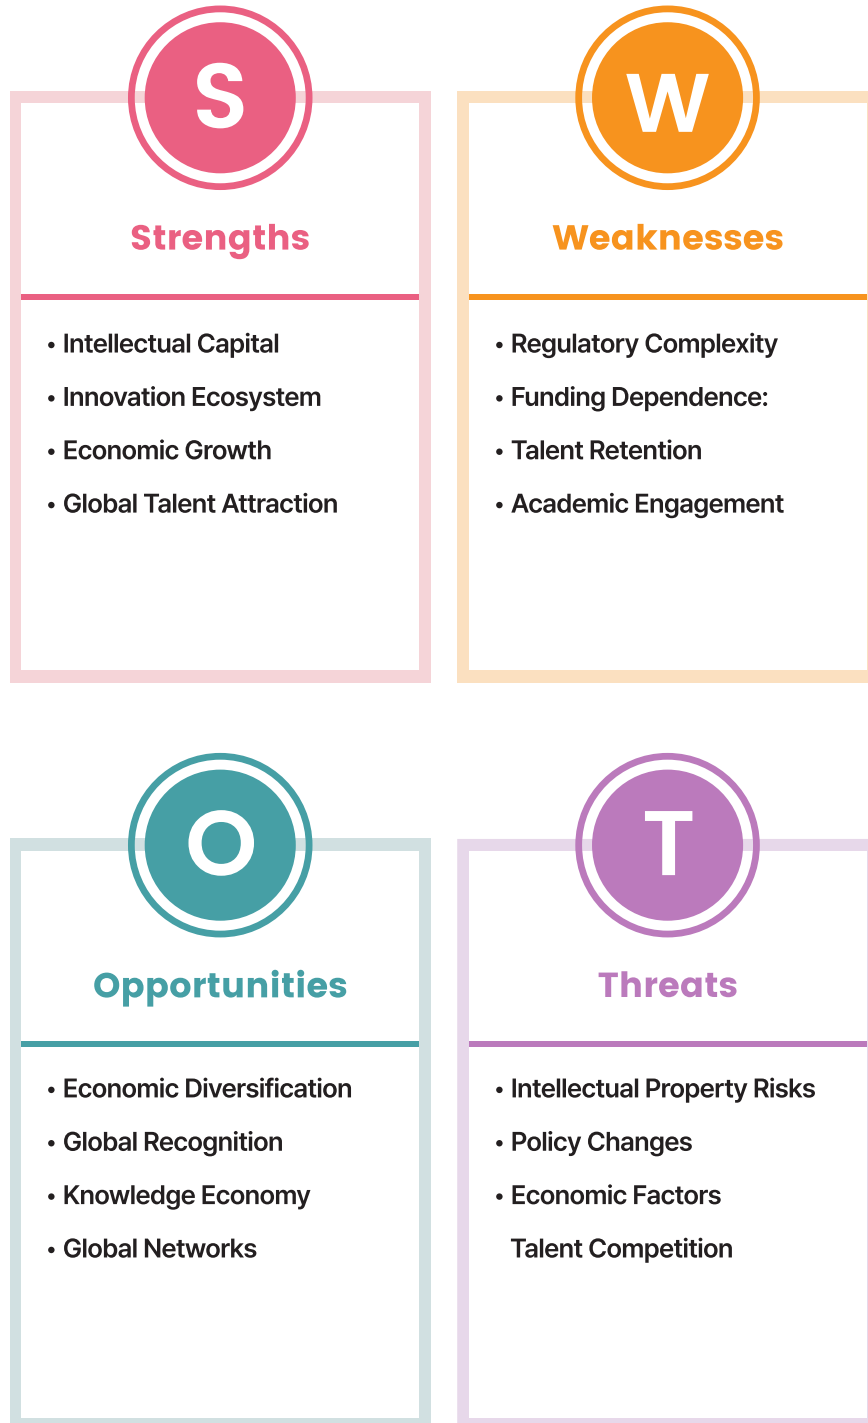 S
Strengths
• Intellectual Capital
• Innovation Ecosystem
• Economic Growth
• Global Talent Attraction
W
Weaknesses
• Regulatory Complexity
• Funding Dependence:
• Talent Retention
• Academic Engagement
O
Opportunities
• Economic Diversification
• Global Recognition
• Knowledge Economy
• Global Networks
T
Threats
• Intellectual Property Risks
• Policy Changes
• Economic Factors
Talent Competition